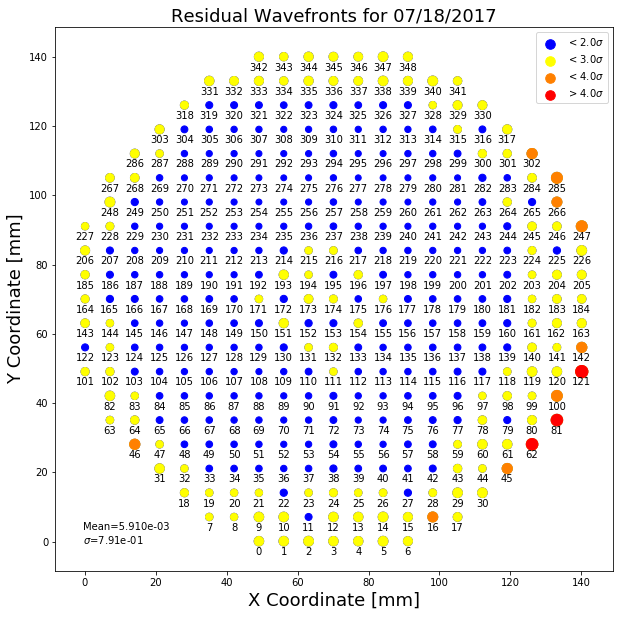 Residual Wavefronts for 07/18/2017
< 2.0σ
< 3.0σ
< 4.0σ
> 4.0σ
140
342 343 344 345 346 347 348
331 332 333 334 335 336 337 338 339 340 341
318 319 320 321 322 323 324 325 326 327 328 329 330
120
303 304 305 306 307 308 309 310 311 312 313 314 315 316 317
286 287 288 289 290 291 292 293 294 295 296 297 298 299 300 301 302
267 268 269 270 271 272 273 274 275 276 277 278 279 280 281 282 283 284 285
100
248 249 250 251 252 253 254 255 256 257 258 259 260 261 262 263 264 265 266
227 228 229 230 231 232 233 234 235 236 237 238 239 240 241 242 243 244 245 246 247
206 207 208 209 210 211 212 213 214 215 216 217 218 219 220 221 222 223 224 225 226
80
185 186 187 188 189 190 191 192 193 194 195 196 197 198 199 200 201 202 203 204 205
164 165 166 167 168 169 170 171 172 173 174 175 176 177 178 179 180 181 182 183 184
60
143 144 145 146 147 148 149 150 151 152 153 154 155 156 157 158 159 160 161 162 163
122 123 124 125 126 127 128 129 130 131 132 133 134 135 136 137 138 139 140 141 142
101 102 103 104 105 106 107 108 109 110 111 112 113 114 115 116 117 118 119 120 121
40
82 83 84 85 86 87 88 89 90 91 92 93 94 95 96 97 98 99 100
63 64 65 66 67 68 69 70 71 72 73 74 75 76 77 78 79 80 81
46 47 48 49 50 51 52 53 54 55 56 57 58 59 60 61 62
20
31 32 33 34 35 36 37 38 39 40 41 42 43 44 45
18 19 20 21 22 23 24 25 26 27 28 29 30
Mean=5.910e-03
7 8 9 10 11 12 13 14 15 16 17
σ=7.91e-01
0
0 1 2 3 4 5 6
0 20 40 60 80 100 120 140
X Coordinate [mm]
Y Coordinate [mm]